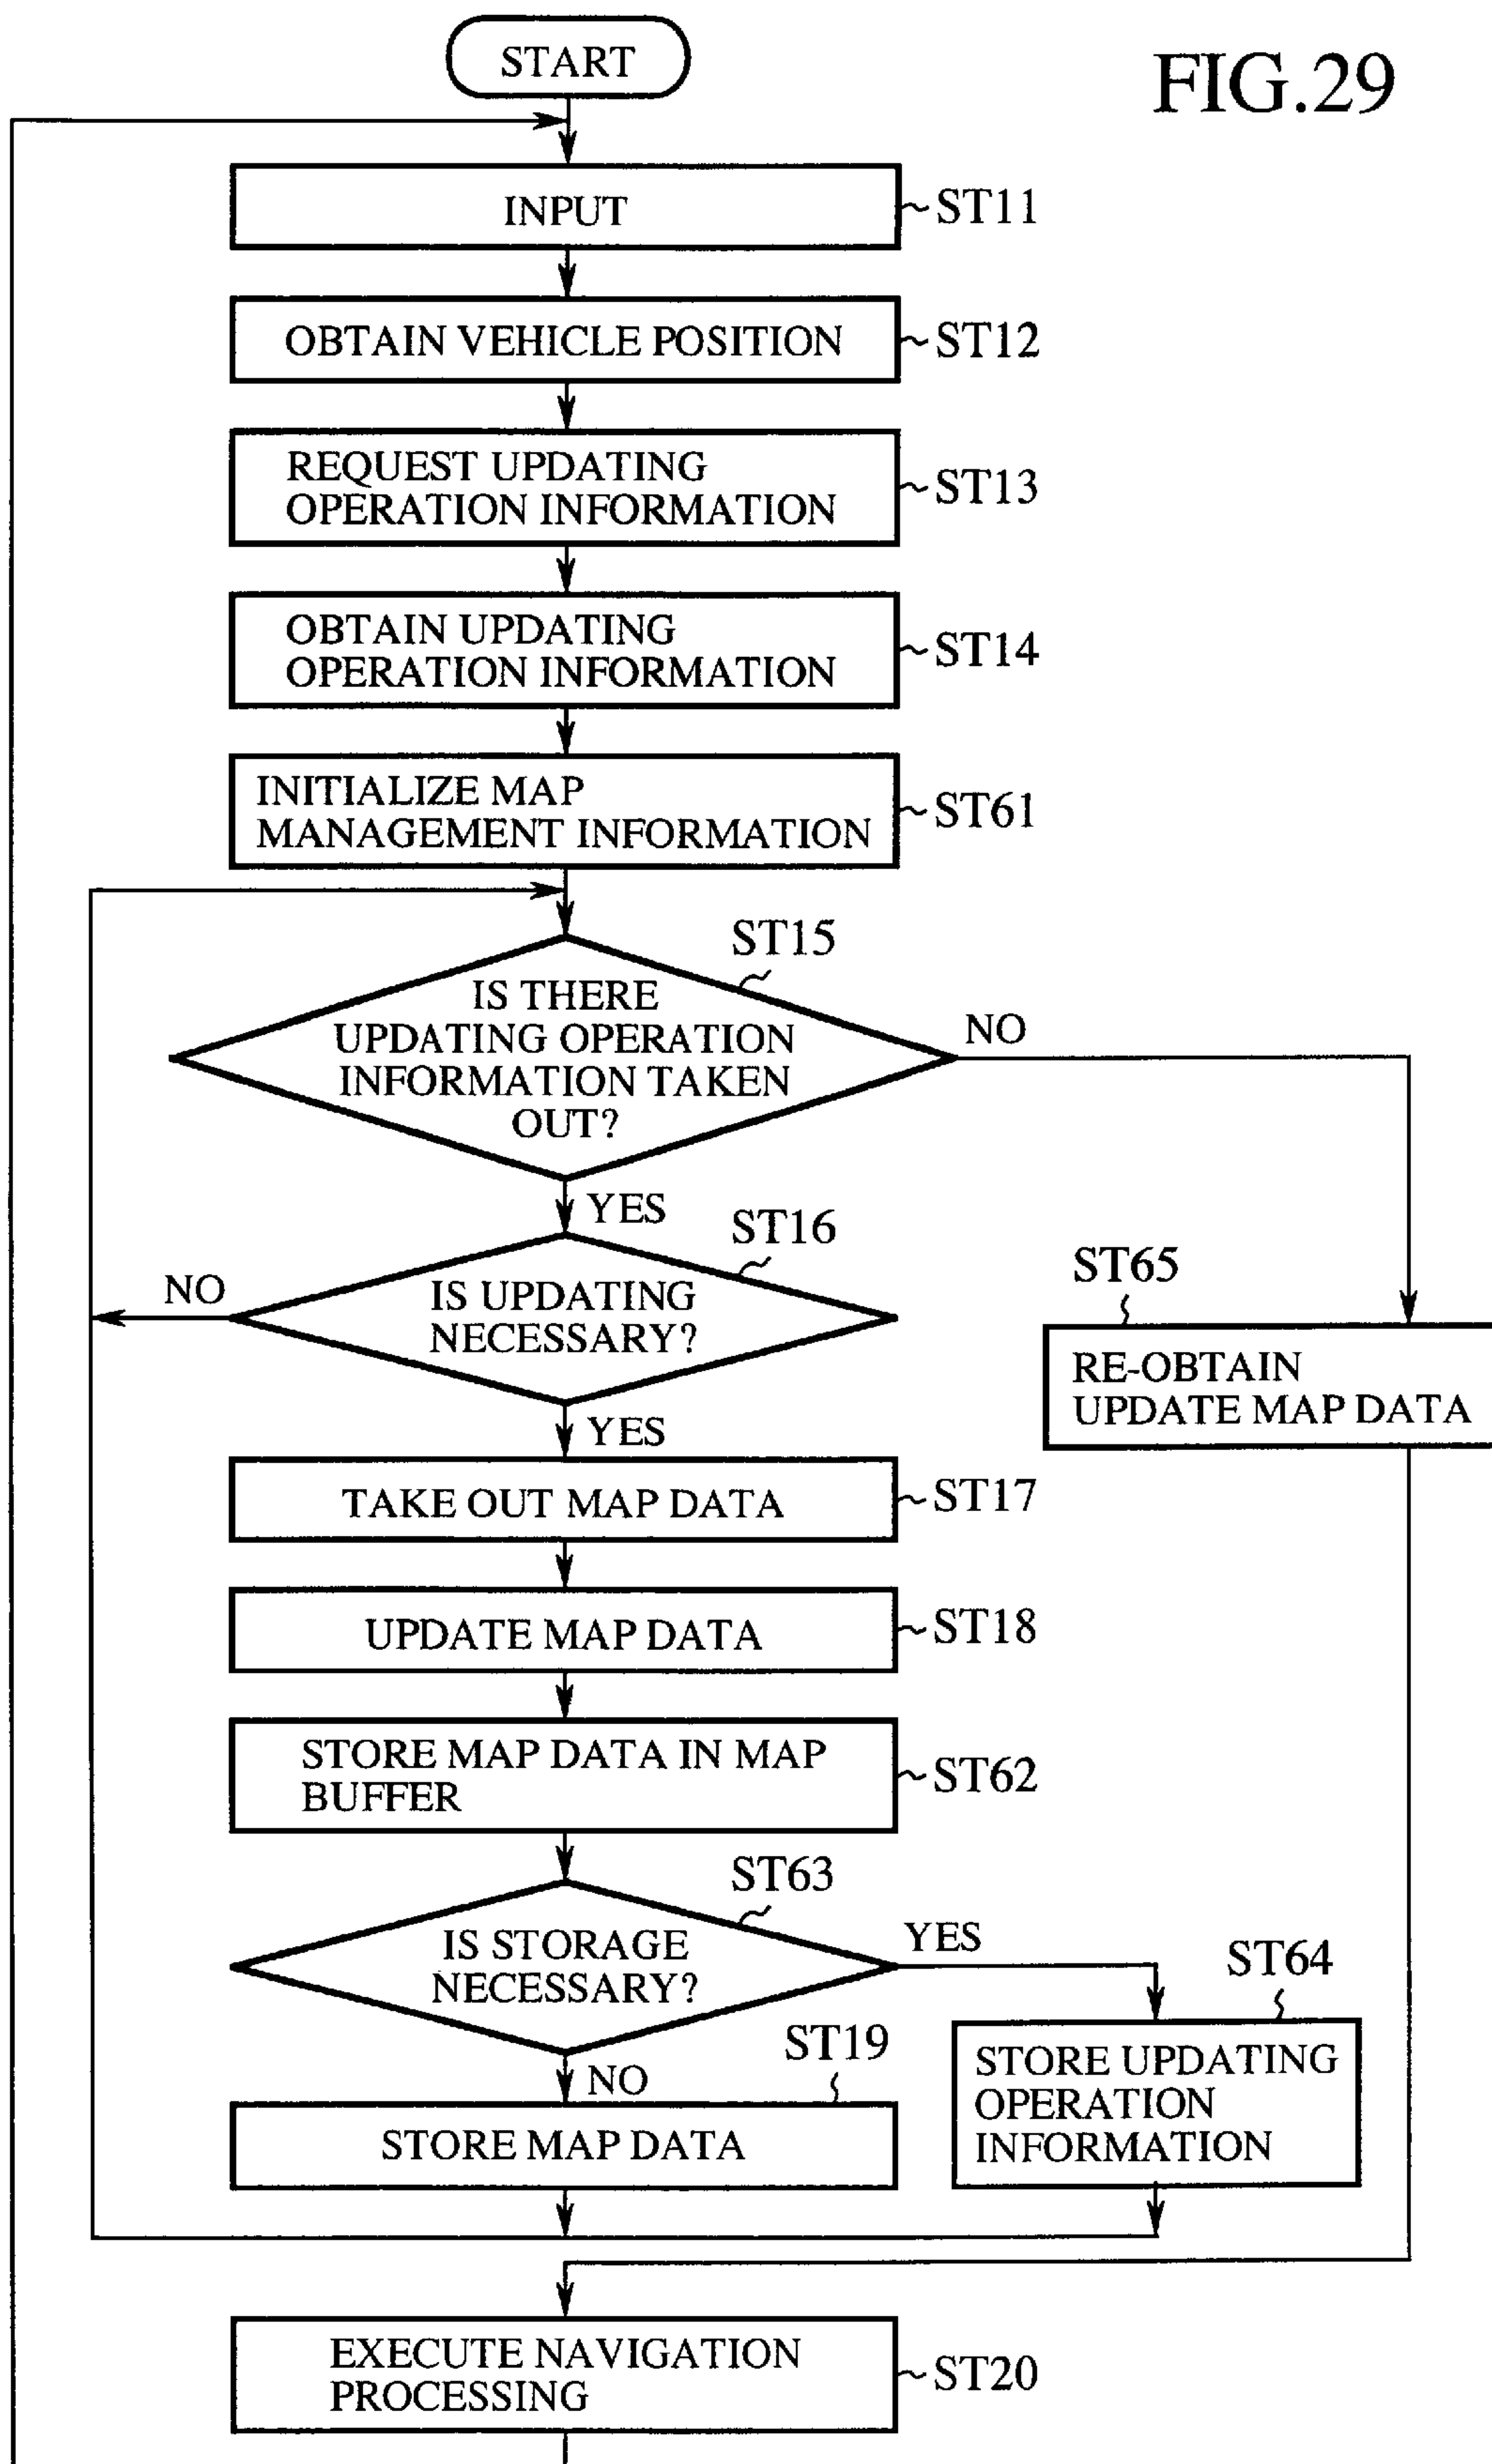 START
FIG.29
INPUT
ST11
OBTAIN VEHICLE POSITION
ST12
REQUEST UPDATING
OPERATION INFORMATION
ST13
OBTAIN UPDATING
OPERATION INFORMATION
ST14
INITIALIZE MAP
MANAGEMENT INFORMATION
ST61
ST15
IS THERE
UPDATING OPERATION
INFORMATION TAKEN
OUT?
NO
YES
ST16
NO
IS UPDATING
NECESSARY?
ST65
RE-OBTAIN
UPDATE MAP DATA
YES
TAKE OUT MAP DATA
ST17
UPDATE MAP DATA
ST18
STORE MAP DATA IN MAP
BUFFER
ST62
ST63
IS STORAGE
NECESSARY?
YES
ST64
STORE UPDATING
OPERATION
INFORMATION
NO
ST19
STORE MAP DATA
EXECUTE NAVIGATION
PROCESSING
ST20